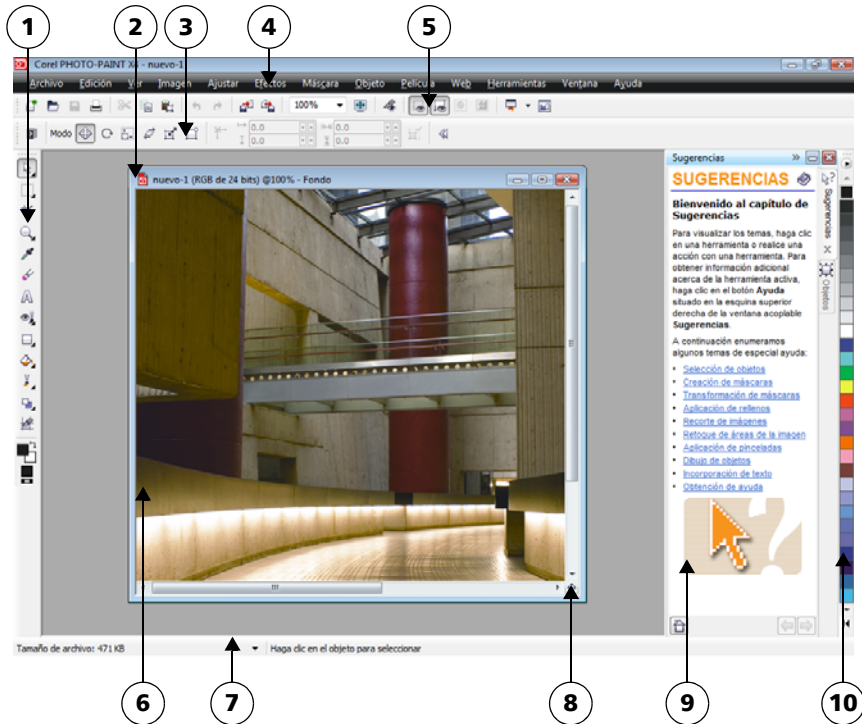 1 2 3 4 5
Corel PHOTO-PAINT X4 - nuevo-1
Archivo Edición Ver Imagen Ajustar Efectos Máscara Objeto Película Web Herramientas Ventana Ayuda
100%
Modo 0.0 0.0
0.0 0.0
nuevo-1 (RGB de 24 bits) @100% - Fondo
Sugerencias
SUGERENCIAS
Bienvenido al capítulo de
Sugerencias
Para visualizar los temas, haga clic
en una herramienta o realice una
acción con una herramienta. Para
obtener información adicional
acerca de la herramienta activa,
haga clic en el botón Ayuda
situado en la esquina superior
derecha de la ventana acoplable
Sugerencias.
A continuación enumeramos
algunos temas de especial ayuda:
Selección de objetos
Creación de máscaras
Transformación de máscaras
Aplicación de rellenos
Recorte de imágenes
Retoque de áreas de la imagen
Aplicación de pinceladas
Dibujo de objetos
Incorporación de texto
Obtención de ayuda
Sugerencias
Objetos
Tamaño de archivo: 471 KB Haga clic en el objeto para seleccionar
6 7 8 9 10